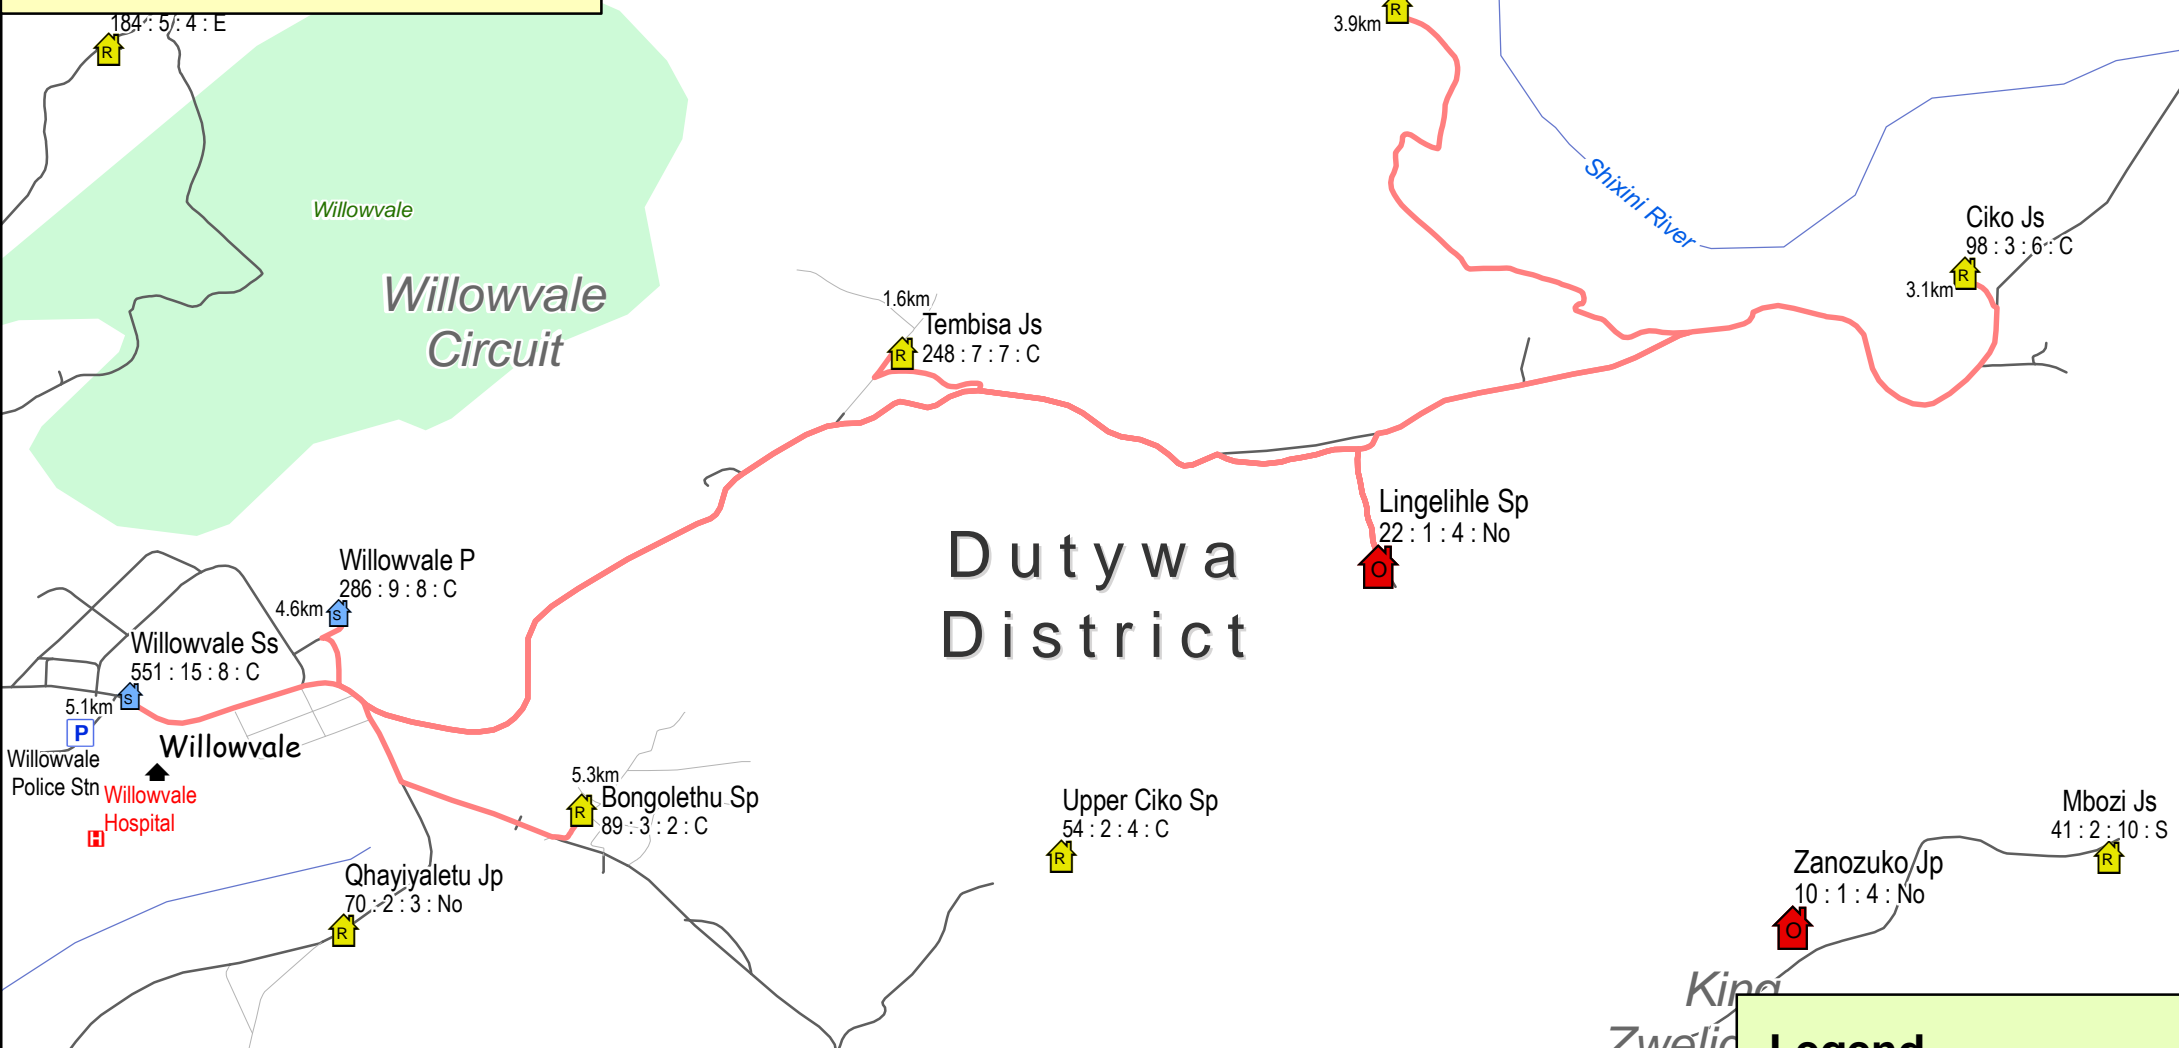 184 : 5 : 4 : E
R
3.9km
R
Willowvale
Willowvale
Circuit
Shixini River
Ciko Js
98 : 3 : 6 : C
3.1km
R
1.6km
Tembisa Js
248 : 7 : 7 : C
R
Lingelihle Sp
22 : 1 : 4 : No
O
Dutywa
District
Willowvale P
286 : 9 : 8 : C
4.6km
S
Willowvale Ss
551 : 15 : 8 : C
5.1km
S
P
Willowvale
Police Stn
Willowvale
Willowvale
Hospital
H
5.3km
Bongolethu Sp
89 : 3 : 2 : C
R
Upper Ciko Sp
54 : 2 : 4 : C
R
Mbozi Js
41 : 2 : 10 : S
R
Zanozuko Jp
10 : 1 : 4 : No
O
Qhayiyaletu Jp
70 : 2 : 3 : No
R
King
Legend